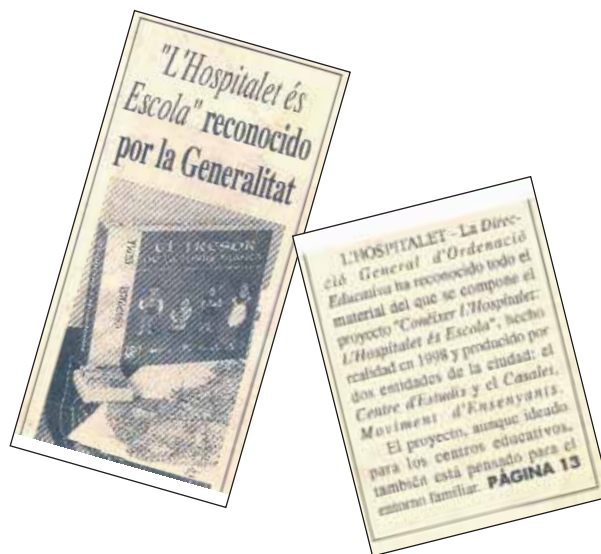 "L'Hospitalet és
Escola" reconocido
por la Generalitat
EL TRESOR
L'HOSPITALET - La Direc-
ció General d'Ordenació
Educativa ha reconocido todo el
material del que se compone el
proyecto "Conèixer L'Hospitalet:
L'Hospitalet és Escola", hecho
realidad en 1998 y producido por
dos entidades de la ciudad: el
Centre d'Estudis y el Casalet,
Moviment d'Ensenyants.
El proyecto, aunque ideado
para los centros educativos,
también está pensado para el
entorno familiar. PÁGINA 13